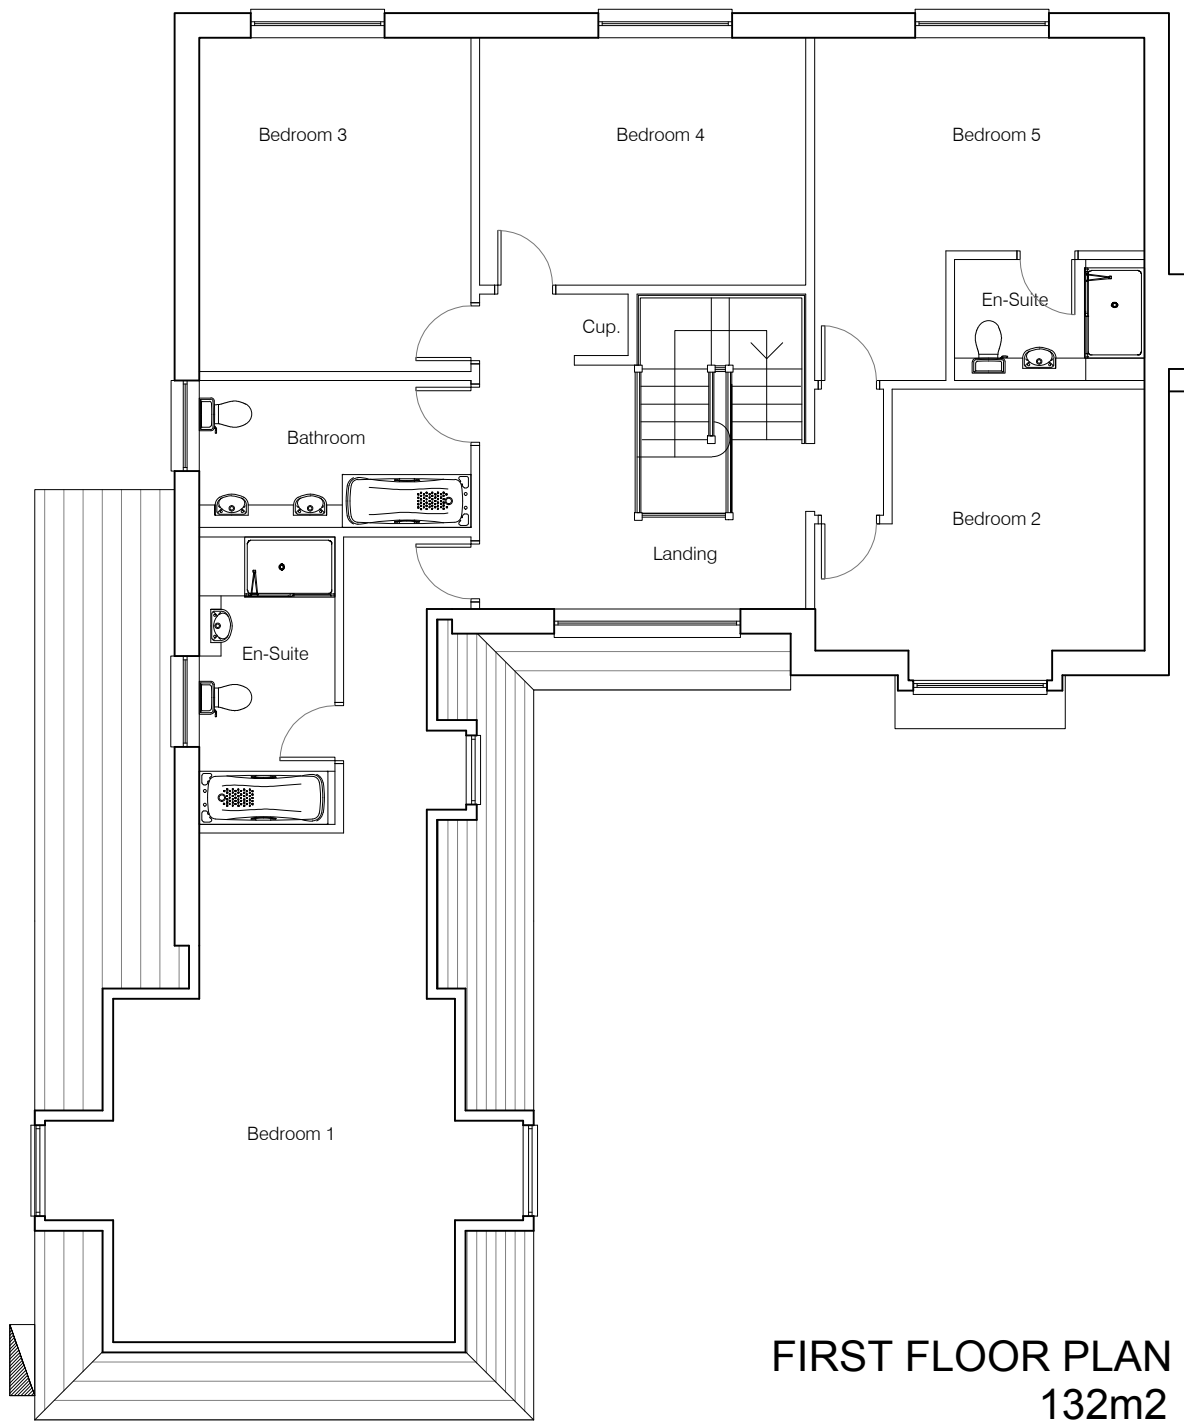 Bedroom 3
Bedroom 4
Bedroom 5
En-Suite
Cup.
Bathroom
Bedroom 2
Landing
En-Suite
Bedroom 1
FIRST FLOOR PLAN
132m2